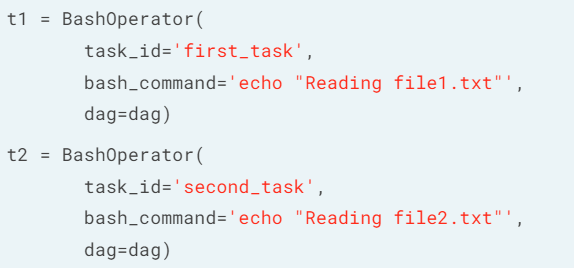 t1 = BashOperator(
        task_id='first_task',
        bash_command='echo "Reading file1.txt"',
        dag=dag)
t2 = BashOperator(
        task_id='second_task',
        bash_command='echo "Reading file2.txt"',
        dag=dag)